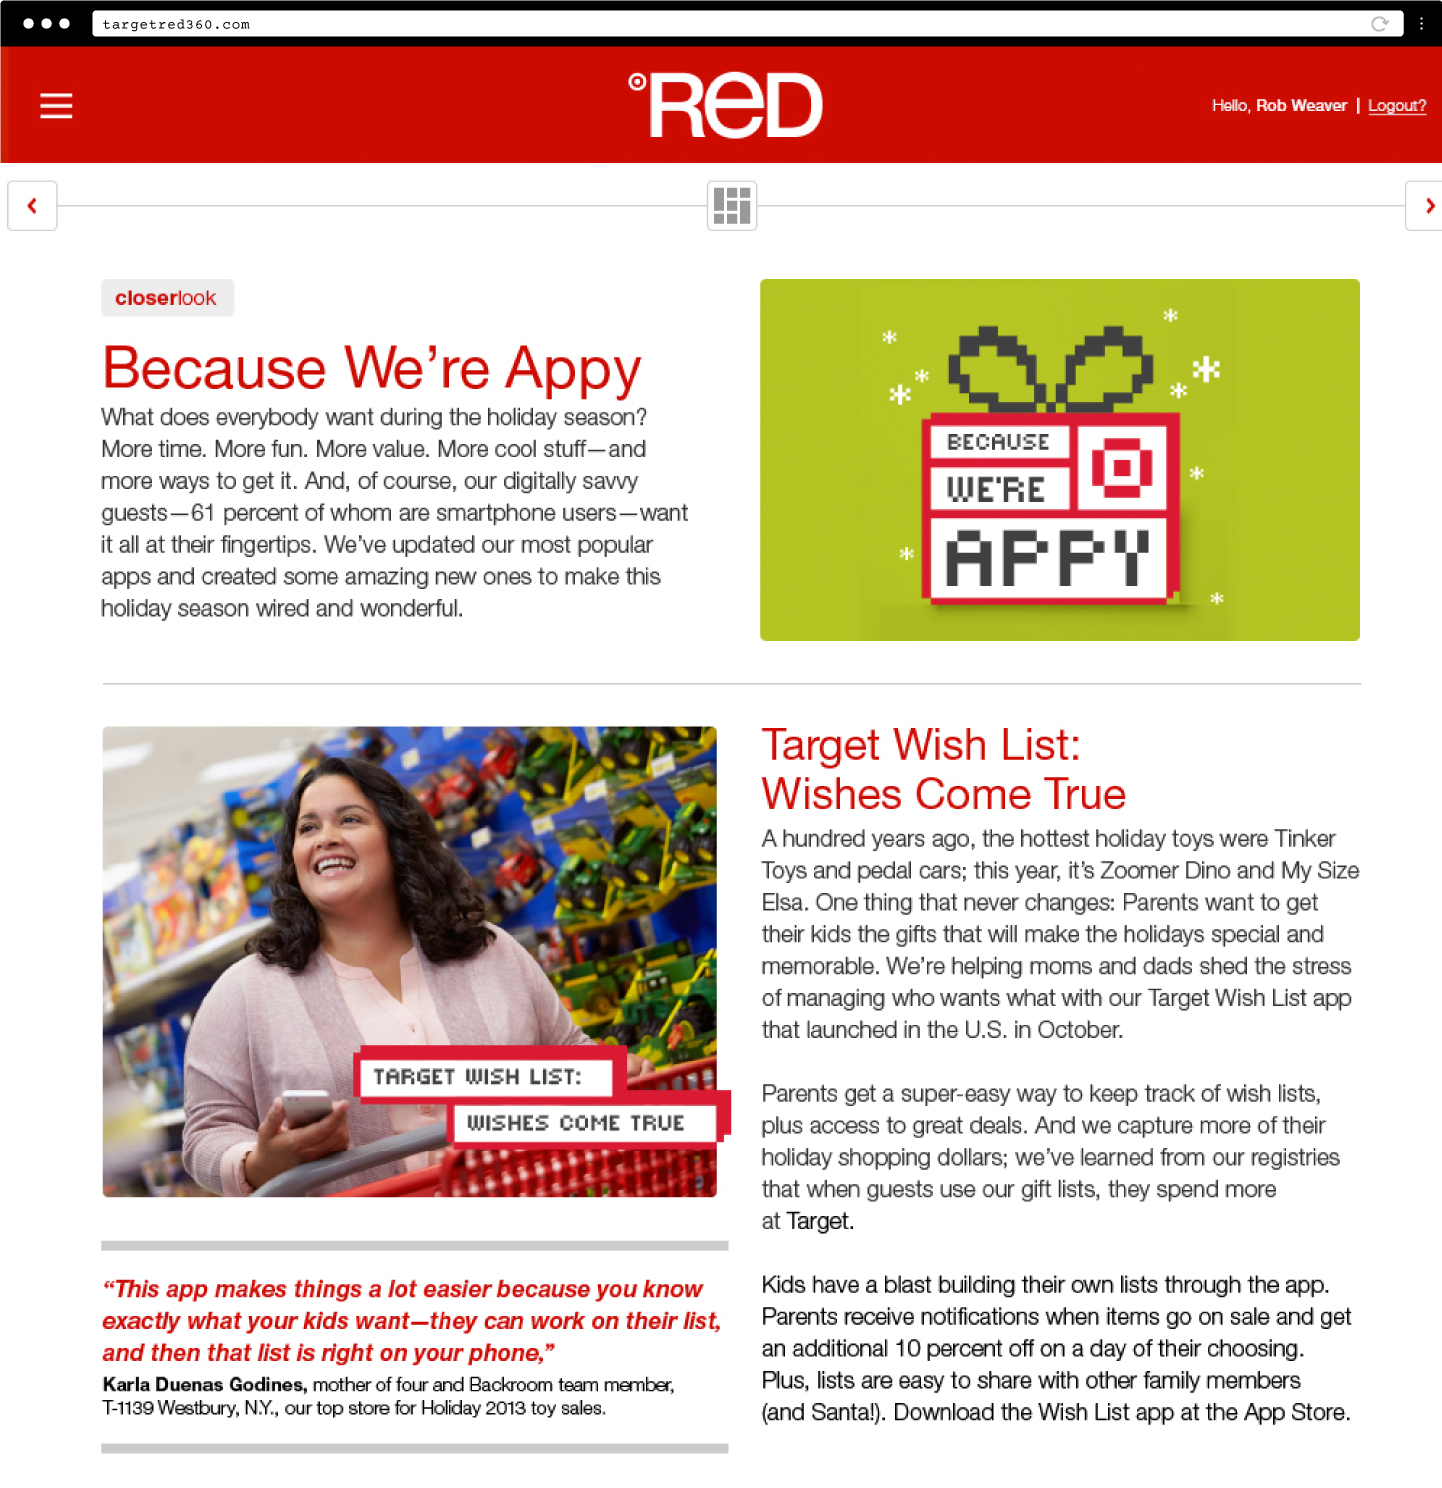 targetred360.com
RED
Hello, Rob Weaver | Logout?
closerlook
Because We're Appy
What does everybody want during the holiday season?
More time. More fun. More value. More cool stuff—and
more ways to get it. And, of course, our digitally savvy
guests—61 percent of whom are smartphone users—want
it all at their fingertips. We've updated our most popular
apps and created some amazing new ones to make this
holiday season wired and wonderful.
BECAUSE
WE'RE
APPY
TARGET WISH LIST:
WISHES COME TRUE
“This app makes things a lot easier because you know
exactly what your kids want—they can work on their list,
and then that list is right on your phone,”
Karla Duenas Godines, mother of four and Backroom team member,
T-1139 Westbury, N.Y., our top store for Holiday 2013 toy sales.
Target Wish List:
Wishes Come True
A hundred years ago, the hottest holiday toys were Tinker
Toys and pedal cars; this year, it's Zoomer Dino and My Size
Elsa. One thing that never changes: Parents want to get
their kids the gifts that will make the holidays special and
memorable. We're helping moms and dads shed the stress
of managing who wants what with our Target Wish List app
that launched in the U.S. in October.
Parents get a super-easy way to keep track of wish lists,
plus access to great deals. And we capture more of their
holiday shopping dollars; we've learned from our registries
that when guests use our gift lists, they spend more
at Target.
Kids have a blast building their own lists through the app.
Parents receive notifications when items go on sale and get
an additional 10 percent off on a day of their choosing.
Plus, lists are easy to share with other family members
(and Santa!). Download the Wish List app at the App Store.